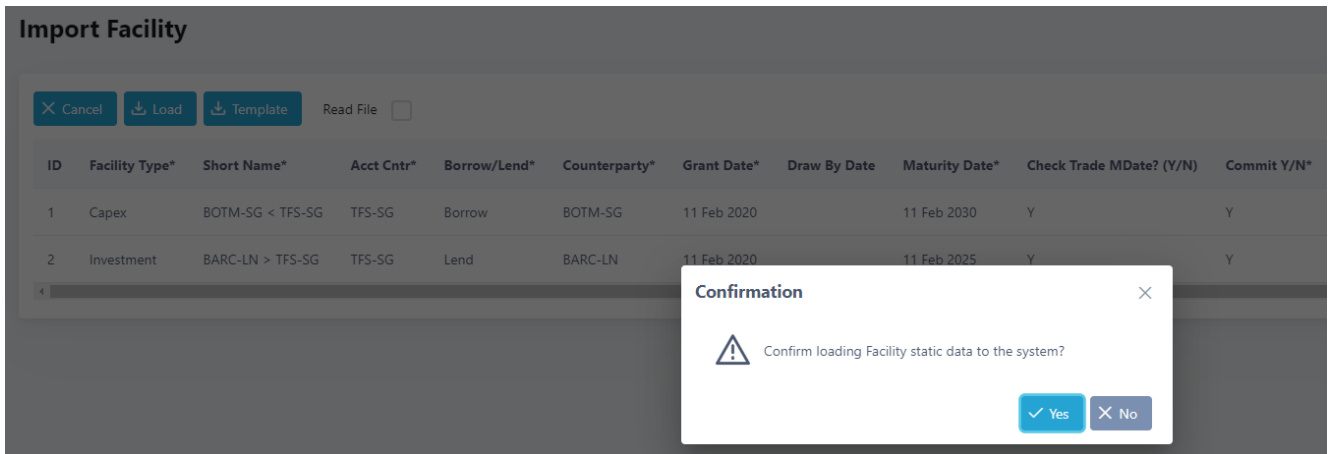 Import Facility
Cancel Load Template Read File
ID Facility Type* Short Name* Acct Cntr* Borrow/Lend* Counterparty* Grant Date* Draw By Date Maturity Date* Check Trade MDate? (Y/N) Commit Y/N*
1 Capex BOTM-SG < TFS-SG TFS-SG Borrow BOTM-SG 11 Feb 2020 11 Feb 2030 Y Y
2 Investment BARC-LN > TFS-SG TFS-SG Lend BARC-LN 11 Feb 2020 11 Feb 2025 Y Y
Confirmation
Confirm loading Facility static data to the system?
Yes No